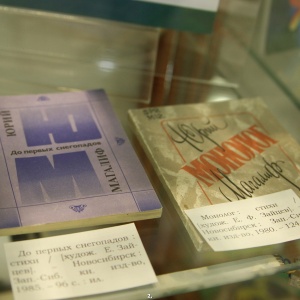 ЮРИЙ
До первых снегопадов
МАГАЛИФ
Юрий
МОНОЛОГ
Магалиф
До первых снегопадов :
стихи / [худож. Е. Зай-
цев]. Новосибирск :
Зап.-Сиб. кн. изд-во,
1985. - 96 с. : ил.
Монолог : стихи /
[худож. Е. Ф. Зайцев].
Новосибирск : Зап.-Сиб.
кн. изд-во, 1980. - 124
2.